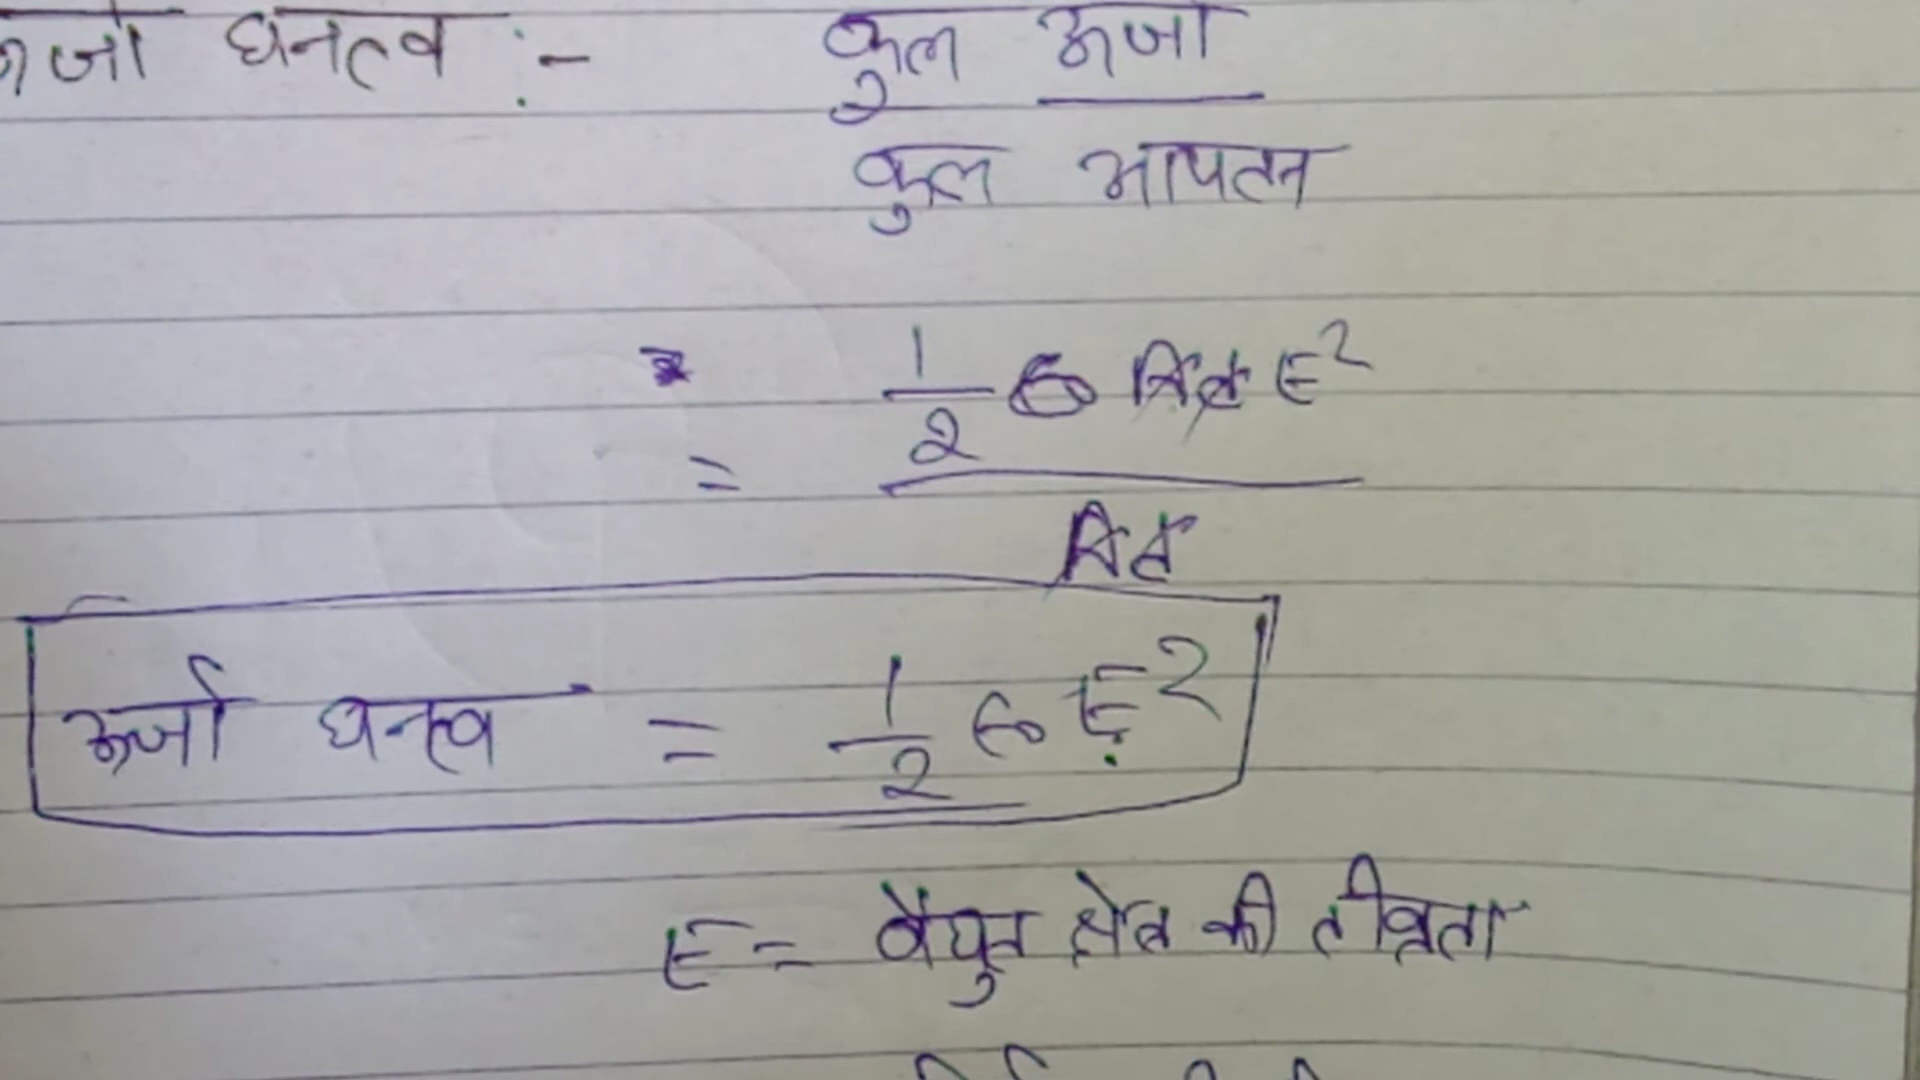 ऊर्जा घनत्व :- कुल ऊर्जा
कुल आयतन
= 1/2 ε₀ Ad E²
Ad
ऊर्जा घनत्व = 1/2 ε₀ E²
E = वैद्युत क्षेत्र की तीव्रता